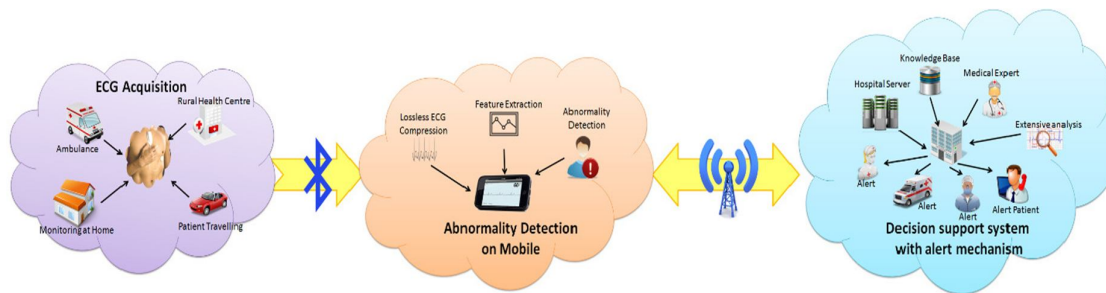 ECG Acquisition
Rural Health Centre
Ambulance
Monitoring at Home
Patient Travelling
Lossless ECG
Compression
Feature Extraction
Abnormality
Detection
Abnormality Detection
on Mobile
Knowledge Base
Hospital Server
Medical Expert
Extensive analysis
Alert
Alert
Alert
Alert Patient
Decision support system
with alert mechanism